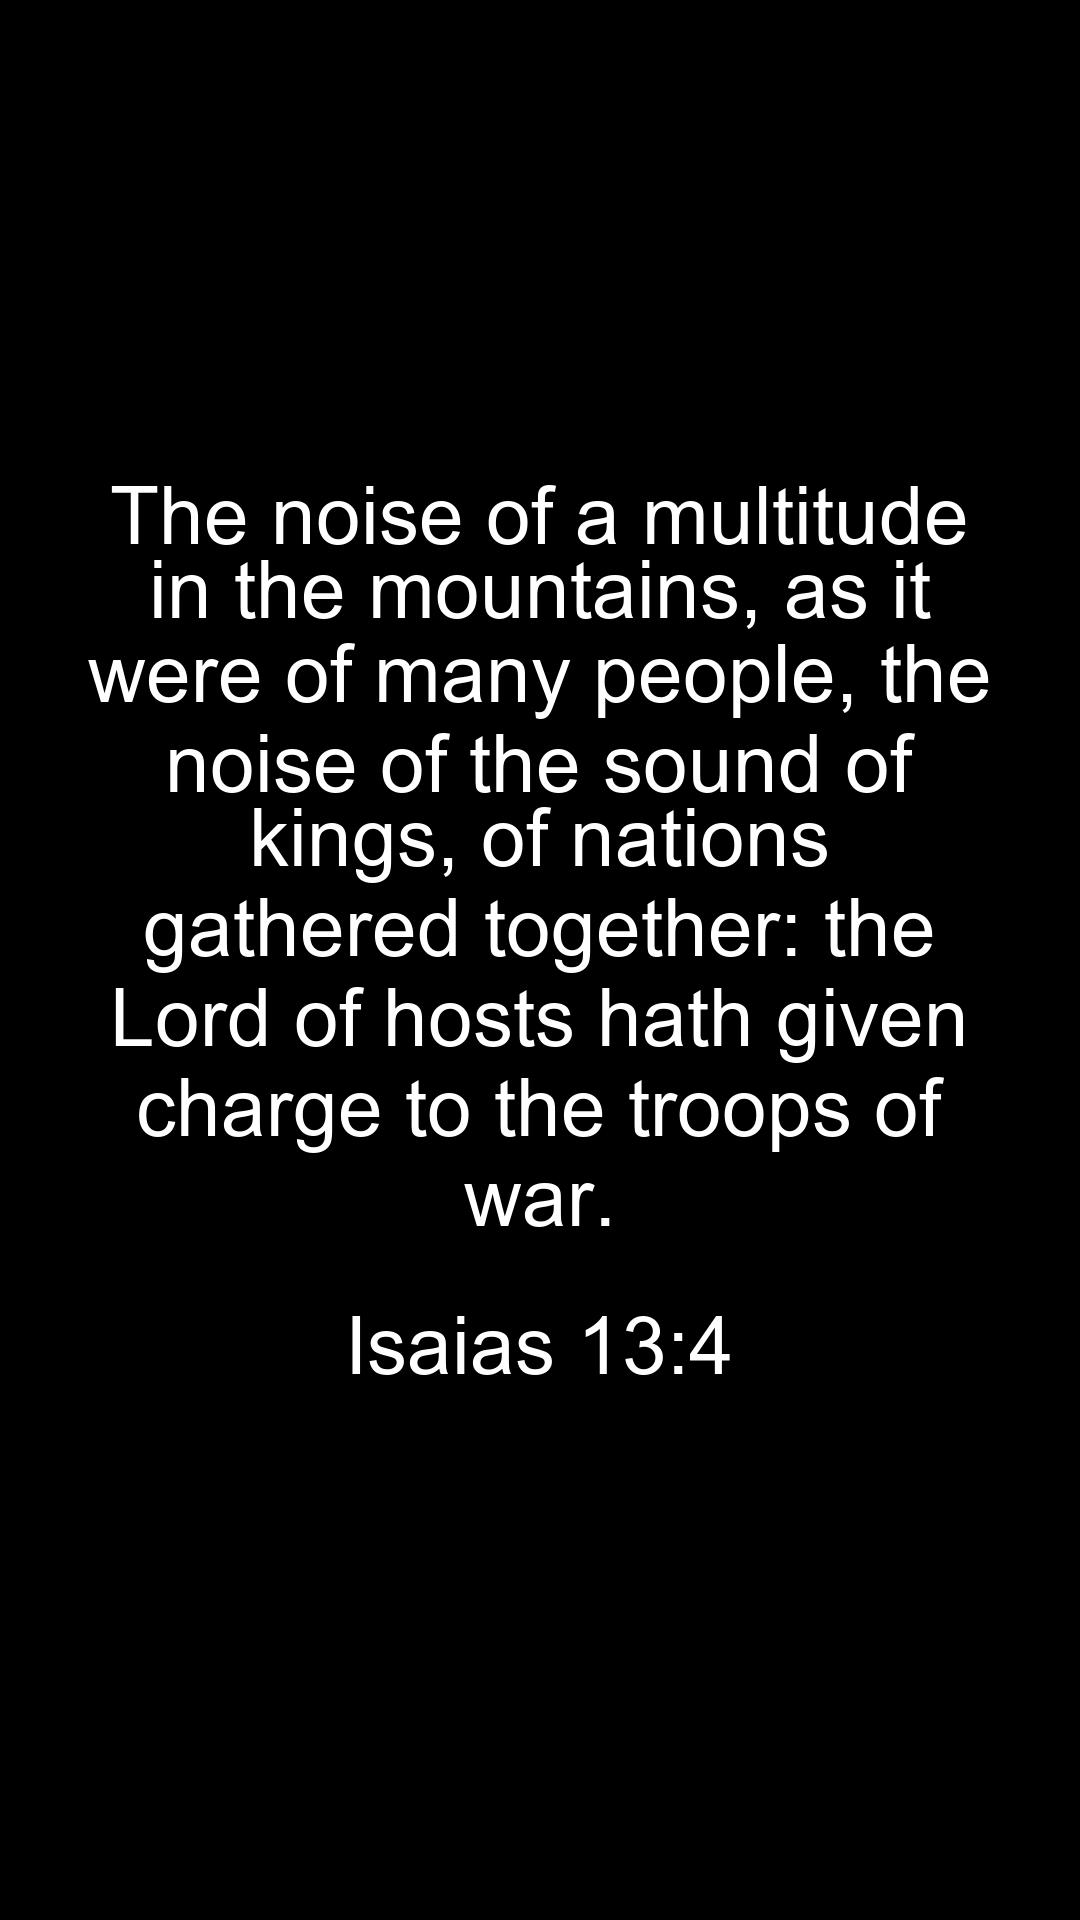 The noise of a multitude
in the mountains, as it
were of many people, the
noise of the sound of
kings, of nations
gathered together: the
Lord of hosts hath given
charge to the troops of
war.
Isaias 13:4